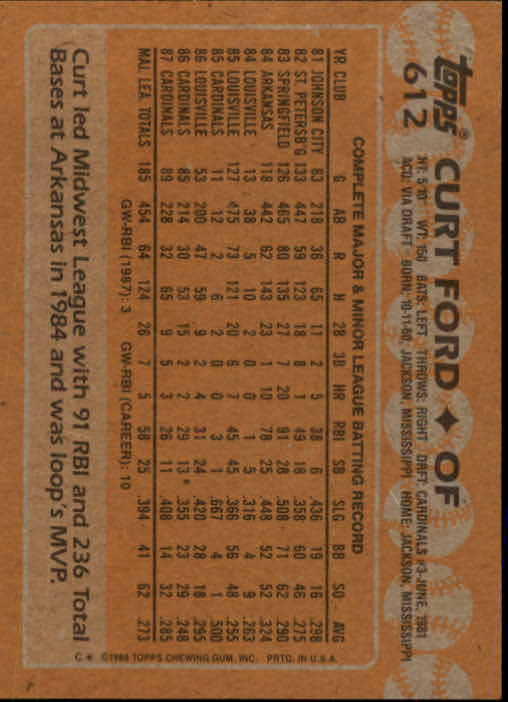 Topps®
612
CURT FORD ✦ OF
HT: 5'10" WT: 150 BATS: LEFT THROWS: RIGHT DRAFT: CARDINALS #3-JUNE, 1981
ACQ: VIA DRAFT BORN: 10-11-60, JACKSON, MISSISSIPPI HOME: JACKSON, MISSISSIPPI
COMPLETE MAJOR & MINOR LEAGUE BATTING RECORD
YR CLUB G AB R H 2B 3B HR RBI SB SLG BB SO AVG
81 JOHNSON CITY 83 218 36 65 11 2 5 38 6 .436 19 16 .298
82 ST. PETERSB'G 133 447 59 123 18 8 1 49 18 .358 60 46 .275
83 SPRINGFIELD 126 465 80 135 27 7 20 91 28 .508 71 62 .290
84 ARKANSAS 118 442 62 143 23 1 10 78 25 .448 52 52 .324
84 LOUISVILLE 13 38 5 10 2 0 0 1 5 .316 4 9 .263
85 LOUISVILLE 127 475 73 121 20 6 7 45 45 .366 56 48 .255
85 CARDINALS 11 12 2 6 2 0 0 3 1 .667 4 1 .500
86 LOUISVILLE 53 200 47 59 9 2 4 31 24 .420 28 18 .295
86 CARDINALS 85 214 30 53 15 2 2 29 13* .355 23 29 .248
87 CARDINALS 89 228 32 65 9 5 3 26 11 .408 14 32 .285
MAJ. LEA. TOTALS 185 454 64 124 26 7 5 58 25 .394 41 62 .273
GW-RBI (1987): 3 GW-RBI (CAREER): 10
Curt led Midwest League with 91 RBI and 236 Total
Bases at Arkansas in 1984 and was loop's MVP.
C* ©1988 TOPPS CHEWING GUM, INC. PRTD. IN U.S.A.